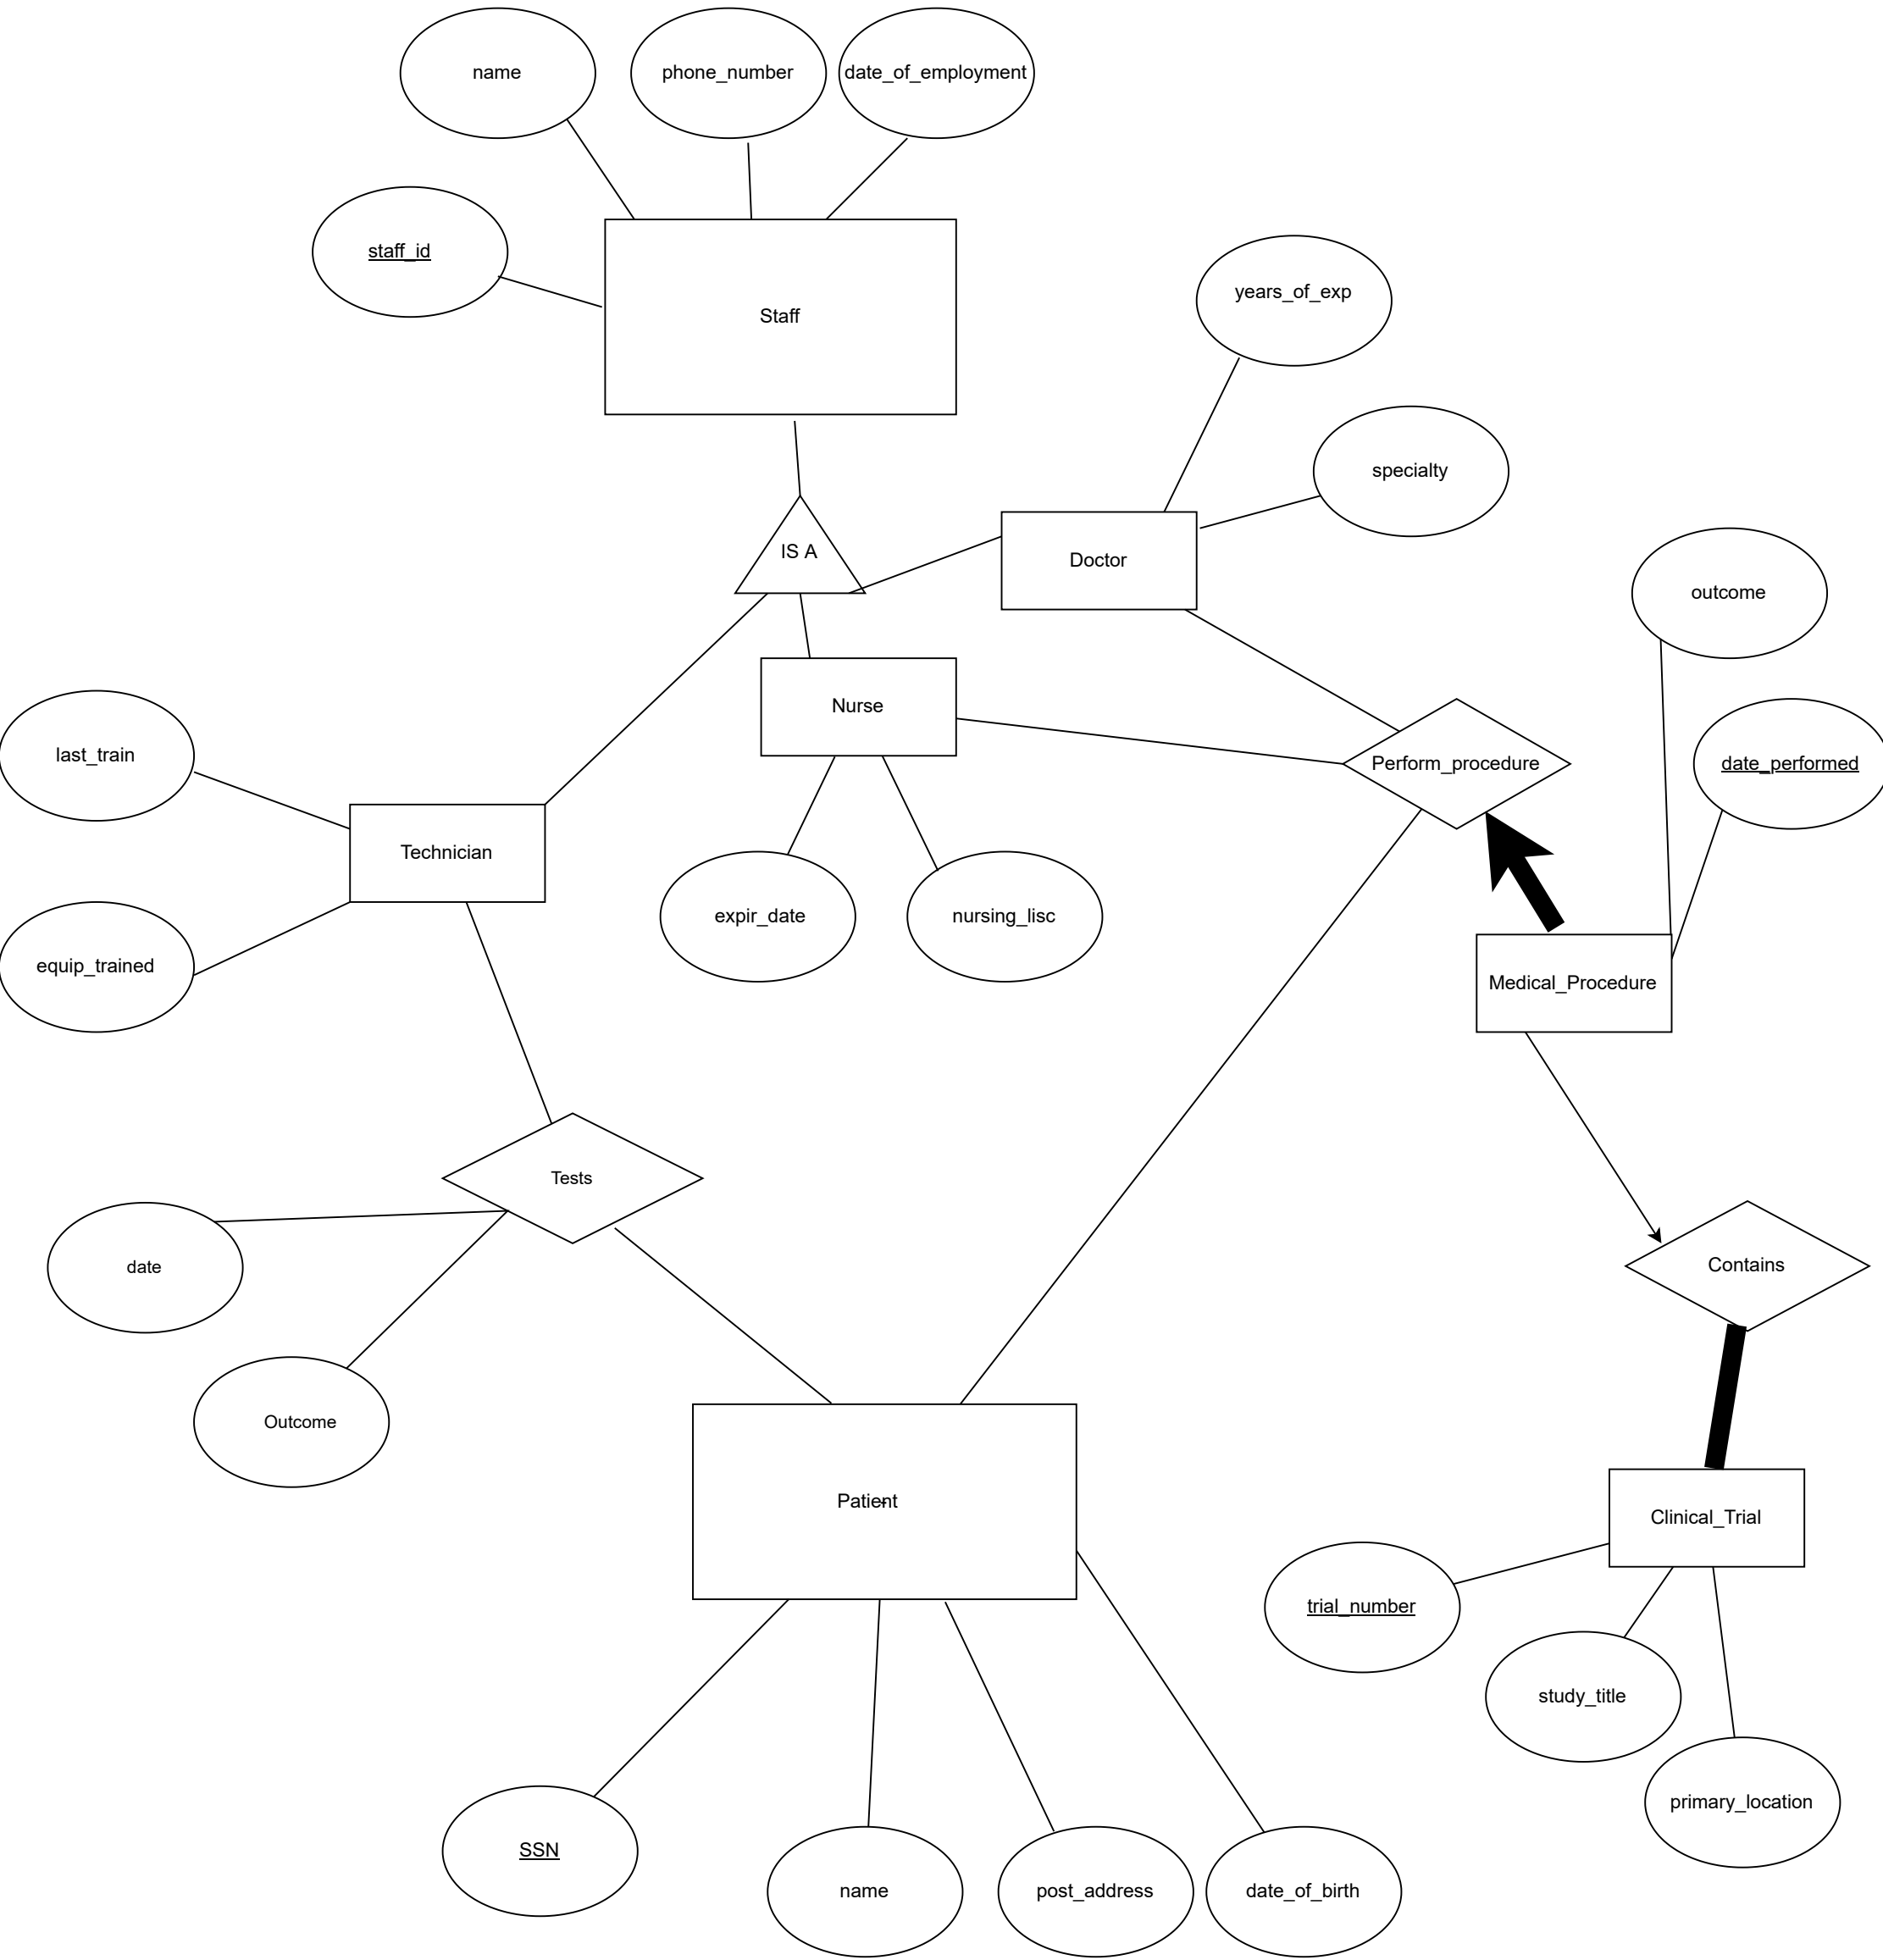 name
phone_number
date_of_employment
staff_id
Staff
years_of_exp
specialty
IS A
Doctor
outcome
Nurse
last_train
Perform_procedure
date_performed
Technician
expir_date
nursing_lisc
equip_trained
Medical_Procedure
Tests
date
Contains
Outcome
Patient
Clinical_Trial
trial_number
study_title
primary_location
SSN
name
post_address
date_of_birth